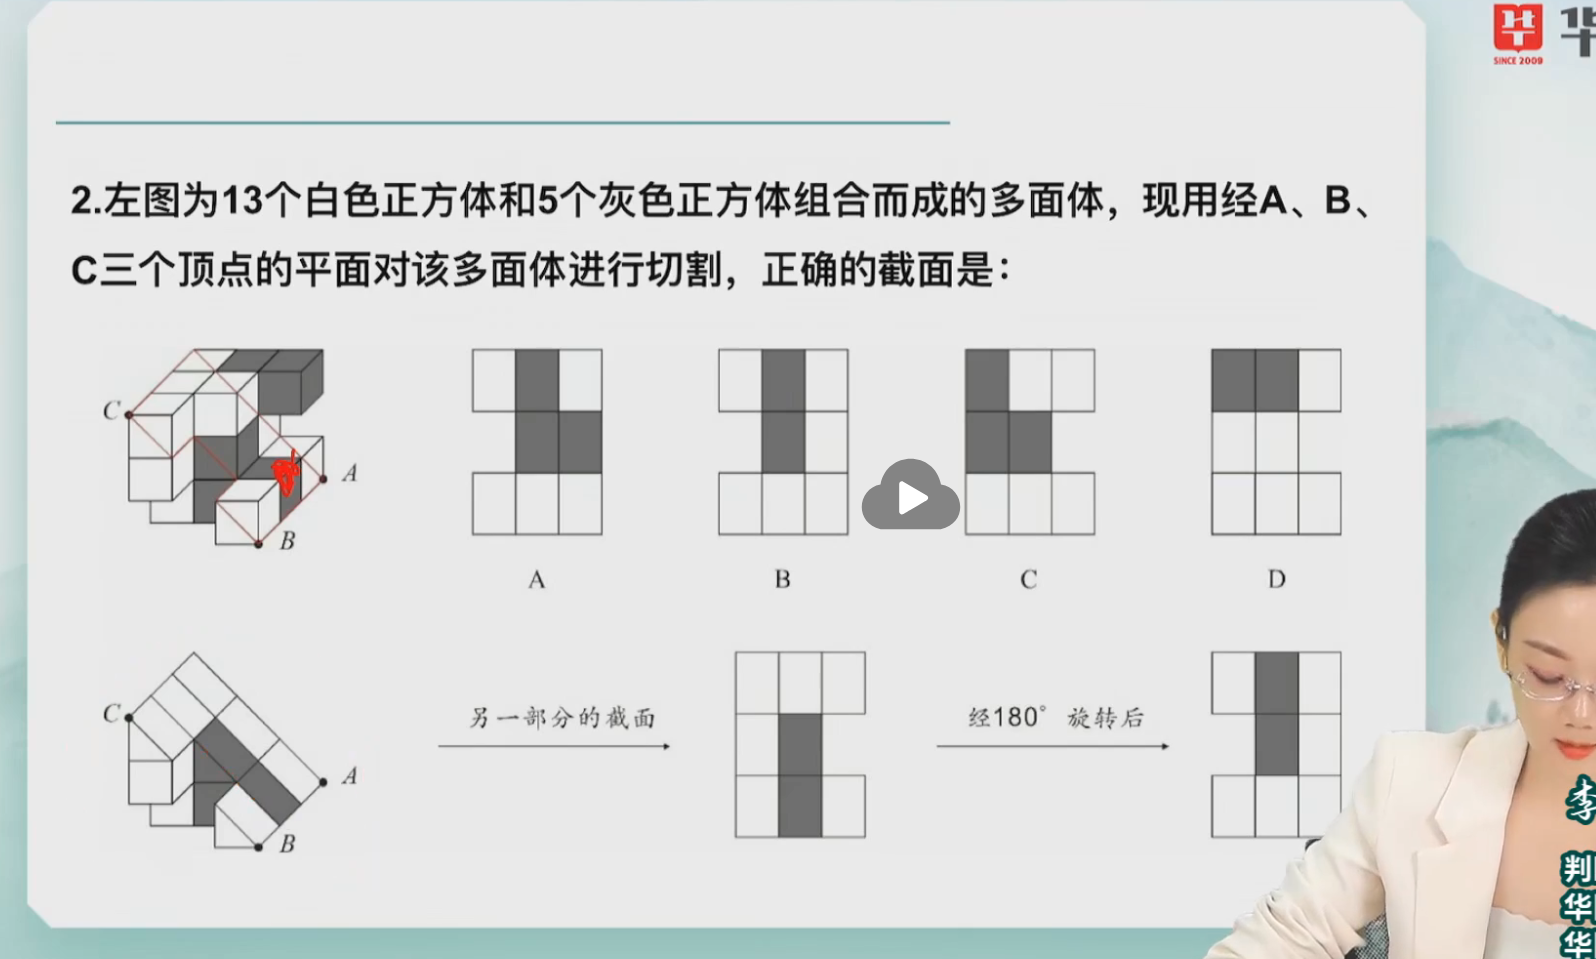 华
SINCE 2009
2.左图为13个白色正方体和5个灰色正方体组合而成的多面体，现用经A、B、
C三个顶点的平面对该多面体进行切割，正确的截面是：
C
A
B
A
B
C
D
C
A
B
另一部分的截面
经180° 旋转后
李
判
华
华